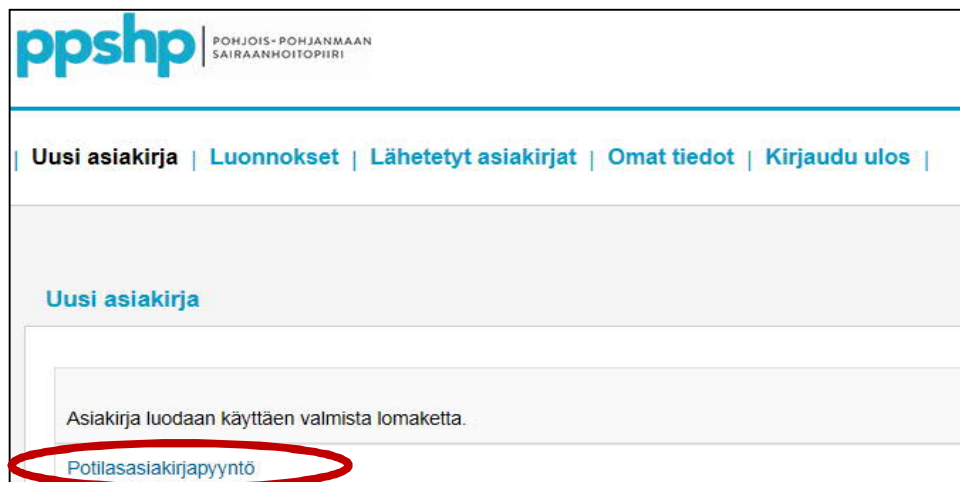 ppshp
POHJOIS-POHJANMAAN
SAIRAANHOITOPIIRI
| Uusi asiakirja | Luonnokset | Lähetetyt asiakirjat | Omat tiedot | Kirjaudu ulos |
Uusi asiakirja
Asiakirja luodaan käyttäen valmista lomaketta.
Potilasasiakirjapyyntö